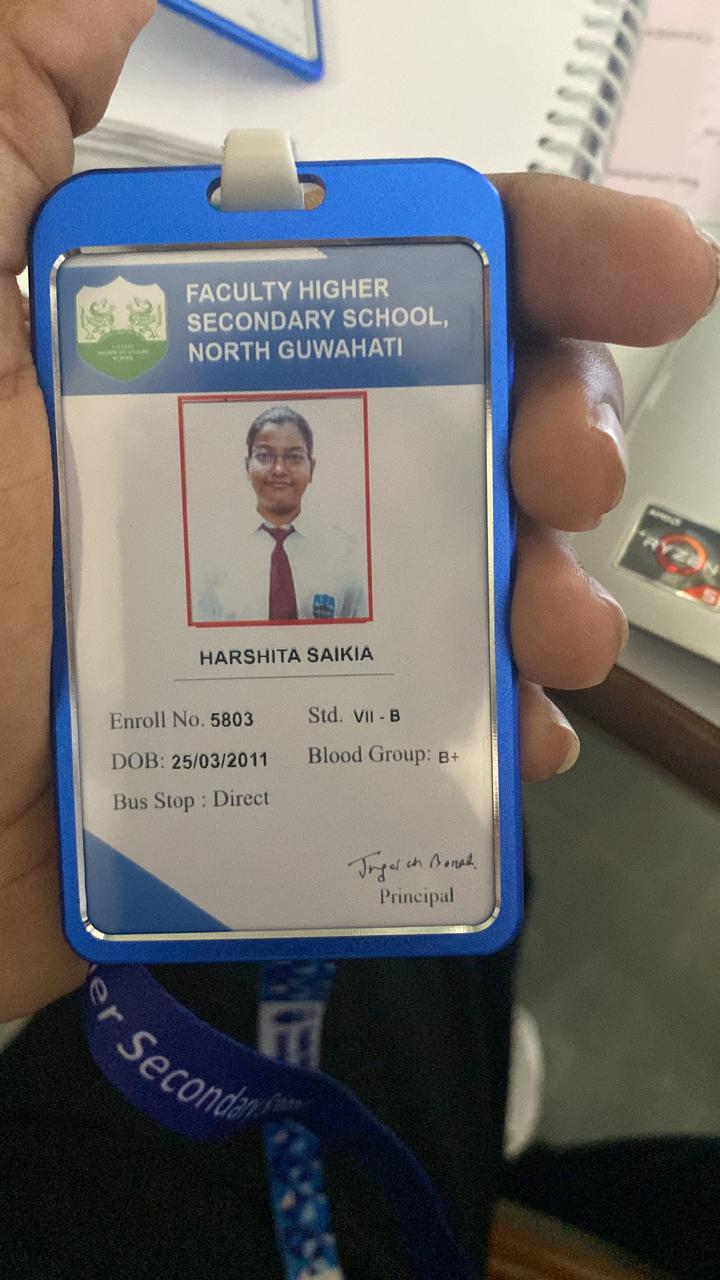 FACULTY HIGHER
SECONDARY SCHOOL,
NORTH GUWAHATI
HARSHITA SAIKIA
Enroll No. 5803
Std. VII - B
DOB: 25/03/2011
Blood Group: B+
Bus Stop : Direct
Principal
er Secondary
RYZEN
5